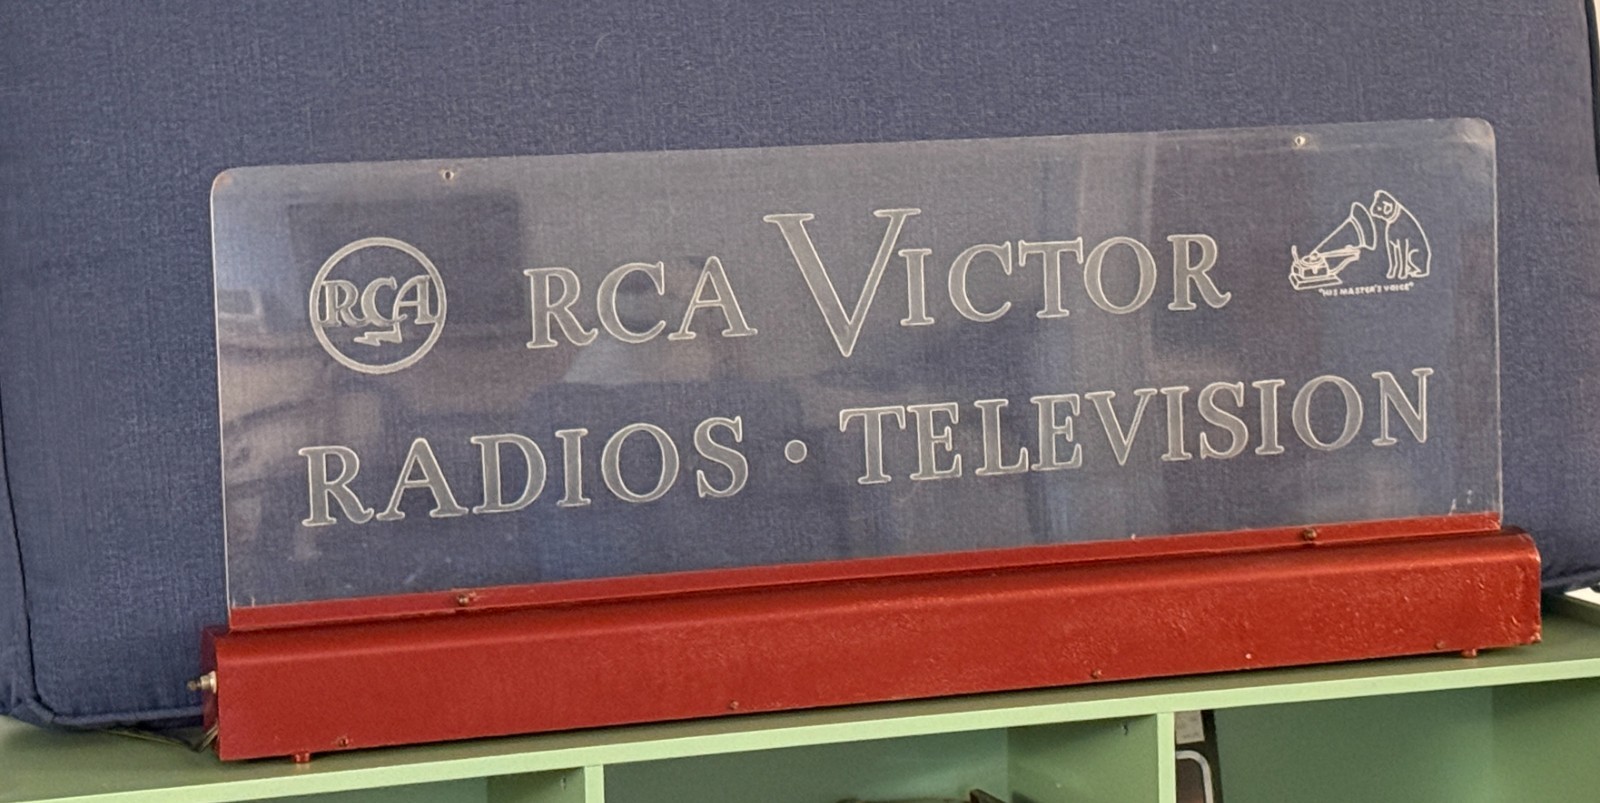 RCA
RCA VICTOR
"HIS MASTER'S VOICE"
RADIOS · TELEVISION